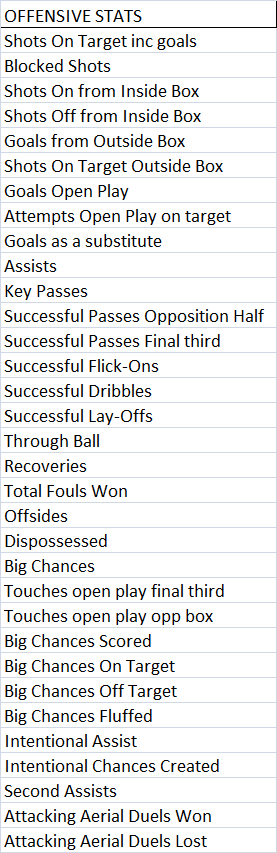 OFFENSIVE STATS
Shots On Target inc goals
Blocked Shots
Shots On from Inside Box
Shots Off from Inside Box
Goals from Outside Box
Shots On Target Outside Box
Goals Open Play
Attempts Open Play on target
Goals as a substitute
Assists
Key Passes
Successful Passes Opposition Half
Successful Passes Final third
Successful Flick-Ons
Successful Dribbles
Successful Lay-Offs
Through Ball
Recoveries
Total Fouls Won
Offsides
Dispossessed
Big Chances
Touches open play final third
Touches open play opp box
Big Chances Scored
Big Chances On Target
Big Chances Off Target
Big Chances Fluffed
Intentional Assist
Intentional Chances Created
Second Assists
Attacking Aerial Duels Won
Attacking Aerial Duels Lost